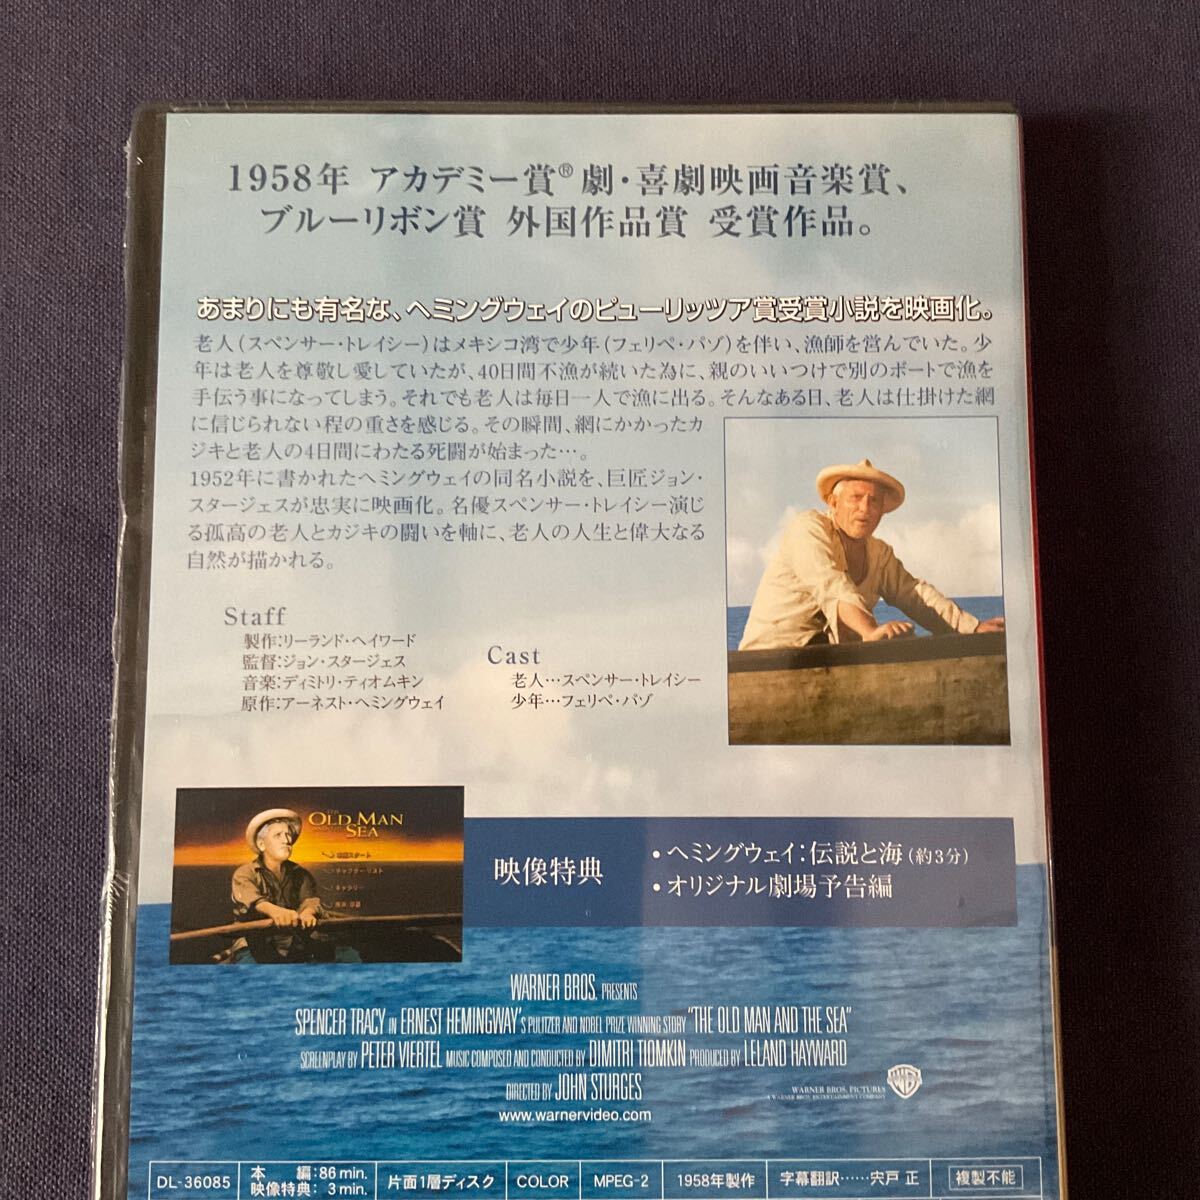 1958年 アカデミー賞® 劇・喜劇映画音楽賞、
ブルーリボン賞 外国作品賞 受賞作品。
あまりにも有名な、ヘミングウェイのピューリッツア賞受賞小説を映画化。
老人(スペンサー・トレイシー)はメキシコ湾で少年(フェリペ・パゾ)を伴い、漁師を営んでいた。少
年は老人を尊敬し愛していたが、40日間不漁が続いた為に、親のいいつけで別のボートで漁を
手伝う事になってしまう。それでも老人は毎日一人で漁に出る。そんなある日、老人は仕掛けた網
に信じられない程の重さを感じる。その瞬間、網にかかったカ
ジキと老人の4日間にわたる死闘が始まった…。
1952年に書かれたヘミングウェイの同名小説を、巨匠ジョン・
スタージェスが忠実に映画化。名優スペンサー・トレイシー演じ
る孤高の老人とカジキの闘いを軸に、老人の人生と偉大なる
自然が描かれる。
Staff
製作:リーランド・ヘイワード
監督:ジョン・スタージェス
音楽:ディミトリ・ティオムキン
原作:アーネスト・ヘミングウェイ
Cast
老人…スペンサー・トレイシー
少年…フェリペ・パゾ
OLD MAN
SEA
チャプターリスト
ギャラリー
映像特典
・ヘミングウェイ:伝説と海(約3分)
・オリジナル劇場予告編
WARNER BROS. PRESENTS
SPENCER TRACY IN ERNEST HEMINGWAY'S PULITZER AND NOBEL PRIZE WINNING STORY "THE OLD MAN AND THE SEA"
SCREENPLAY BY PETER VIERTEL MUSIC COMPOSED AND CONDUCTED BY DIMITRI TIOMKIN PRODUCED BY LELAND HAYWARD
DIRECTED BY JOHN STURGES
www.warnervideo.com
WARNER BROS. PICTURES
A WARNER BROS. ENTERTAINMENT COMPANY
WB
DL-36085
本 編:86 min.
映像特典: 3 min.
片面1層ディスク
COLOR
MPEG-2
1958年製作
字幕翻訳……宍戸 正
複製不能